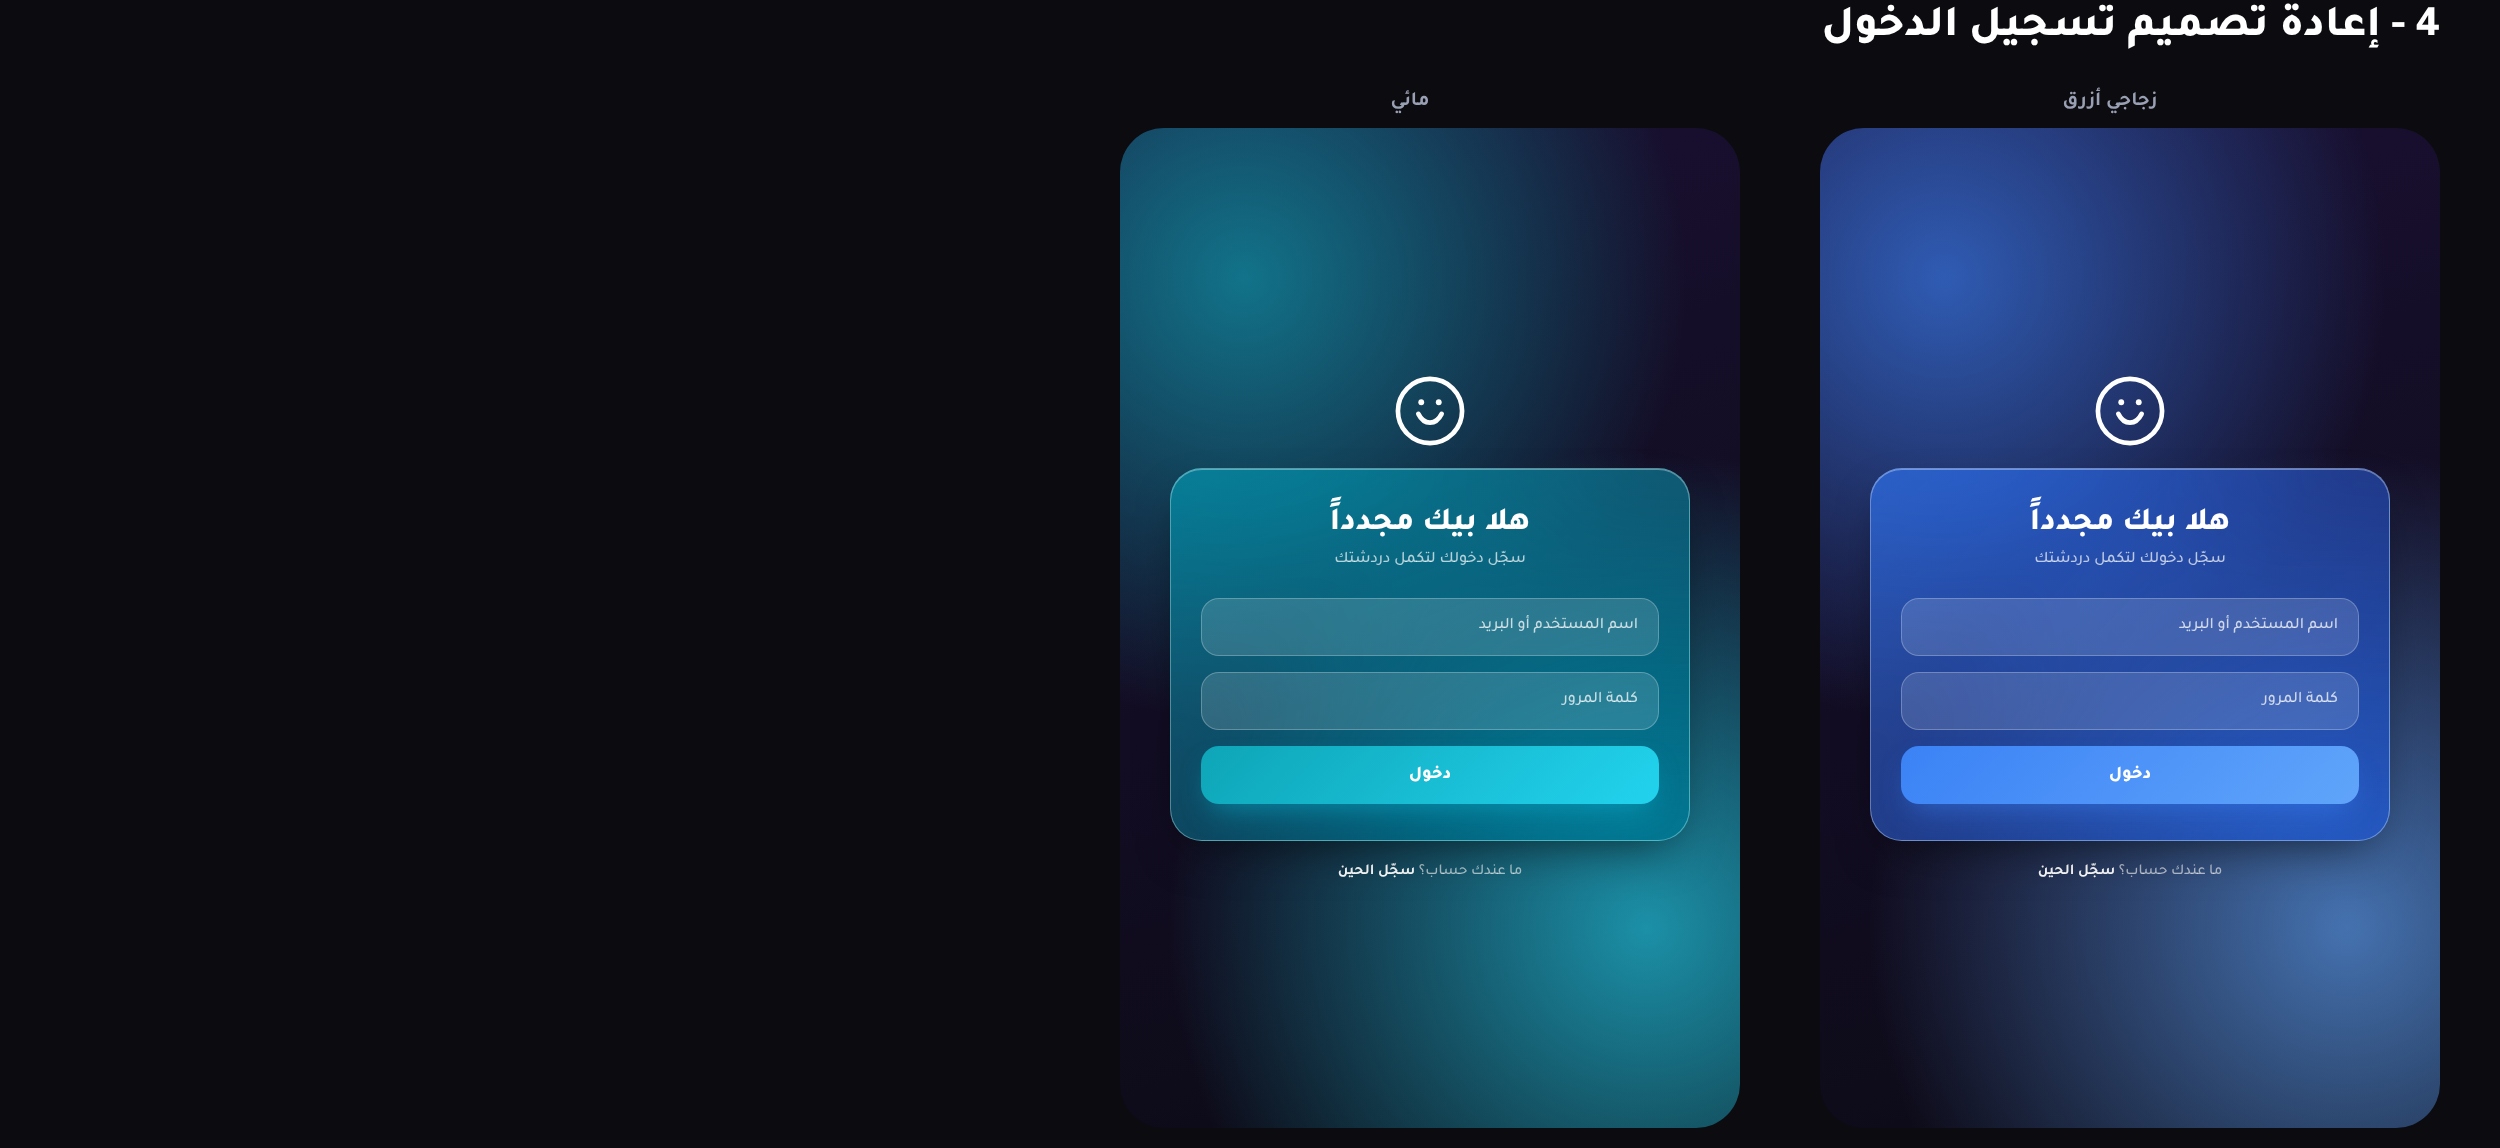 4 - إعادة تصميم تسجيل الدخول
زجاجي أزرق
هلا بيك مجدداً
سجّل دخولك لتكمل دردشتك
اسم المستخدم أو البريد
كلمة المرور
دخول
ما عندك حساب؟ سجّل الحين
مائي
هلا بيك مجدداً
سجّل دخولك لتكمل دردشتك
اسم المستخدم أو البريد
كلمة المرور
دخول
ما عندك حساب؟ سجّل الحين